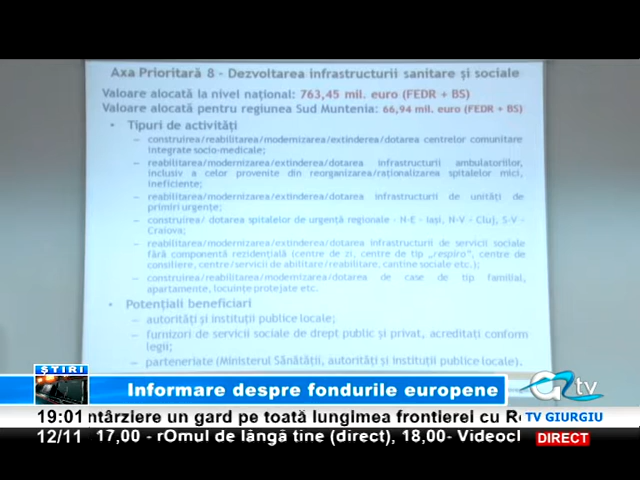 Axa Prioritară 8 - Dezvoltarea infrastructurii sanitare și sociale
Valoare alocată la nivel național: 763,45 mil. euro (FEDR + BS)
Valoare alocată pentru regiunea Sud Muntenia: 66,94 mil. euro (FEDR + BS)
• Tipuri de activități
– construirea/reabilitarea/modernizarea/extinderea/dotarea centrelor comunitare
integrate socio-medicale;
– reabilitarea/modernizarea/extinderea/dotarea infrastructurii ambulatoriilor,
inclusiv a celor provenite din reorganizarea/raționalizarea spitalelor mici,
ineficiente;
– reabilitarea/modernizarea/extinderea/dotarea infrastructurii de unități de
primiri urgențe;
– construirea/ dotarea spitalelor de urgență regionale - N-E - Iași, N-V - Cluj, S-V -
Craiova;
– reabilitarea/modernizarea/extinderea/dotarea infrastructurii de servicii sociale
fără componentă rezidențială (centre de zi, centre de tip „respiro”, centre de
consiliere, centre/servicii de abilitare/reabilitare, cantine sociale etc.);
– construirea/reabilitarea/modernizarea/dotarea de case de tip familial,
apartamente, locuințe protejate etc.
• Potențiali beneficiari
– autorități și instituții publice locale;
– furnizori de servicii sociale de drept public și privat, acreditați conform
legii;
– parteneriate (Ministerul Sănătății, autorități și instituții publice locale).
ȘTIRI
Informare despre fondurile europene
tv
19:01 ntârziere un gard pe toată lungimea frontierei cu R
TV GIURGIU
12/11 17,00 - rOmul de lângă tine (direct), 18,00- Videocl
DIRECT